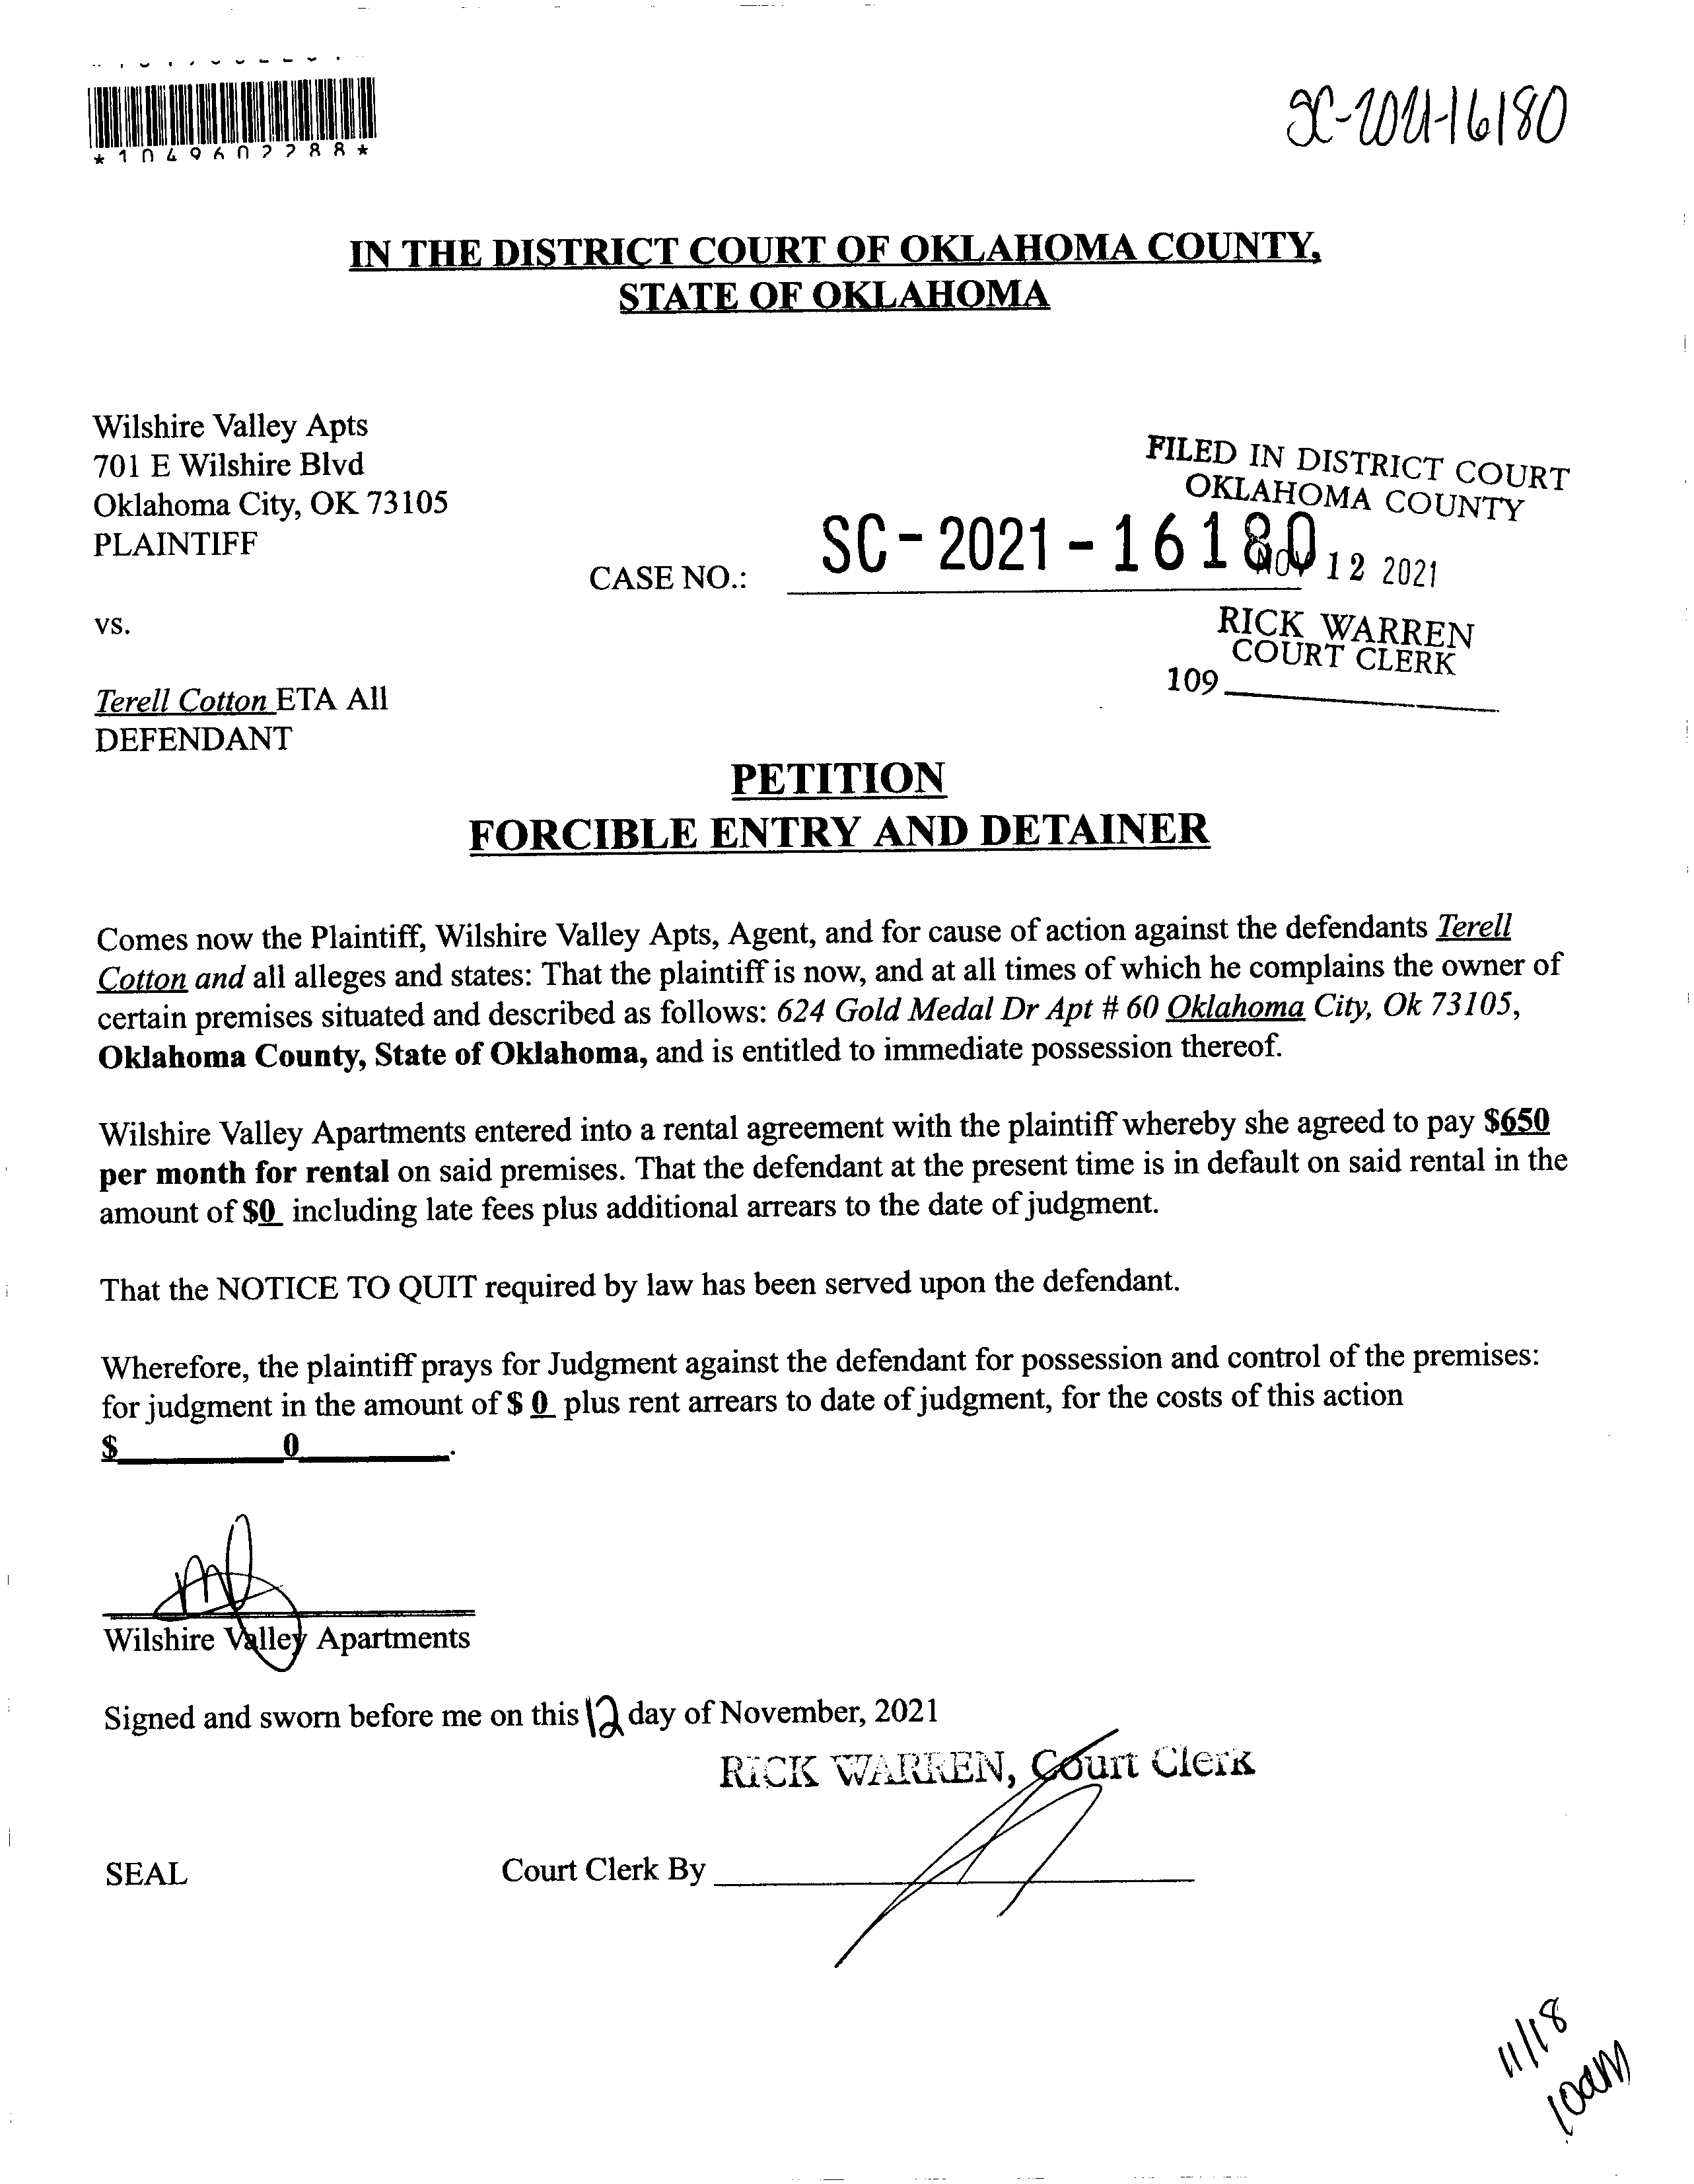 *1049602288*
SC-2021-16180
IN THE DISTRICT COURT OF OKLAHOMA COUNTY,
STATE OF OKLAHOMA
Wilshire Valley Apts
701 E Wilshire Blvd
Oklahoma City, OK 73105
PLAINTIFF
FILED IN DISTRICT COURT
OKLAHOMA COUNTY
CASE NO.: SC-2021-16180
NOV 12 2021
vs.
RICK WARREN
COURT CLERK
109
Terell Cotton ETA All
DEFENDANT
PETITION
FORCIBLE ENTRY AND DETAINER
Comes now the Plaintiff, Wilshire Valley Apts, Agent, and for cause of action against the defendants Terell
Cotton and all alleges and states: That the plaintiff is now, and at all times of which he complains the owner of
certain premises situated and described as follows: 624 Gold Medal Dr Apt # 60 Oklahoma City, Ok 73105,
Oklahoma County, State of Oklahoma, and is entitled to immediate possession thereof.
Wilshire Valley Apartments entered into a rental agreement with the plaintiff whereby she agreed to pay $650
per month for rental on said premises. That the defendant at the present time is in default on said rental in the
amount of $0 including late fees plus additional arrears to the date of judgment.
That the NOTICE TO QUIT required by law has been served upon the defendant.
Wherefore, the plaintiff prays for Judgment against the defendant for possession and control of the premises:
for judgment in the amount of $ 0 plus rent arrears to date of judgment, for the costs of this action
$ 0 .
Wilshire Valley Apartments
Signed and sworn before me on this 12 day of November, 2021
RICK WARREN, Court Clerk
SEAL
Court Clerk By
11/18
10am